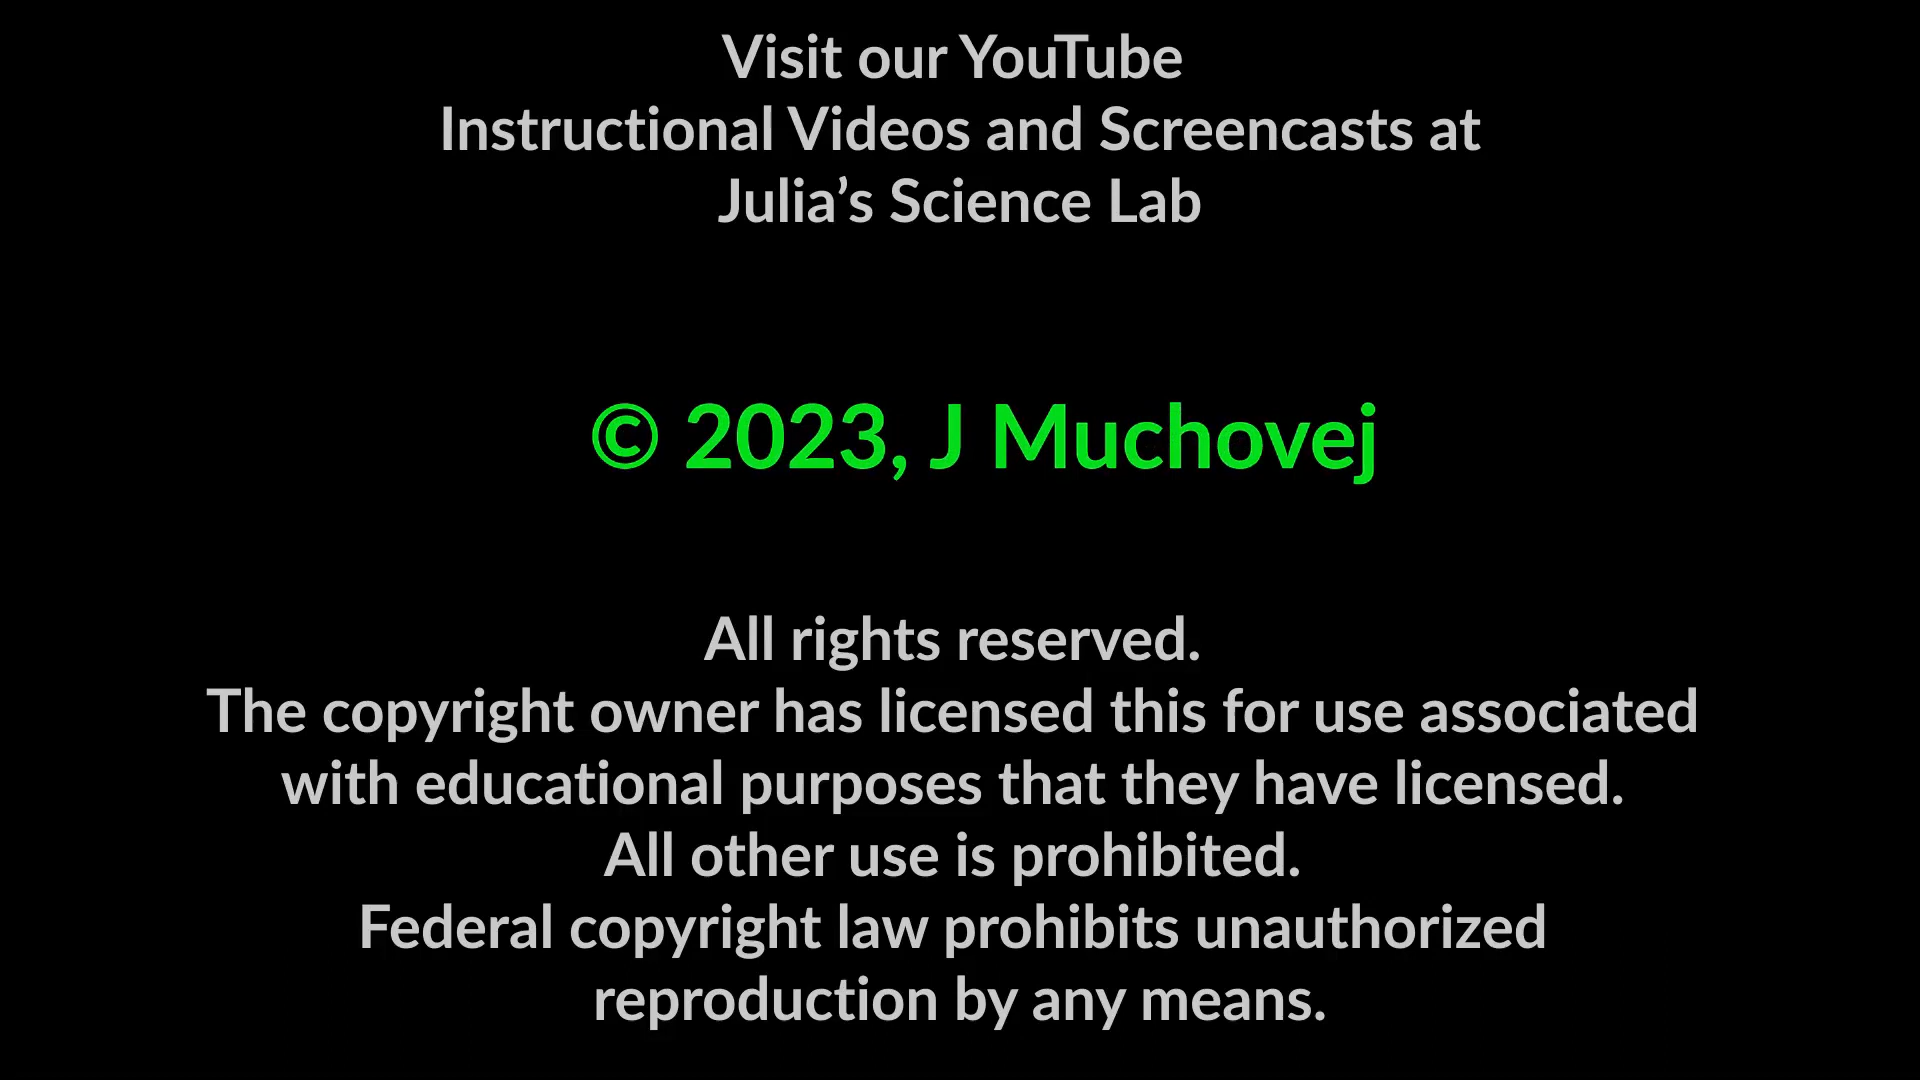 Visit our YouTube
Instructional Videos and Screencasts at
Julia’s Science Lab
© 2023, J Muchovej
All rights reserved.
The copyright owner has licensed this for use associated
with educational purposes that they have licensed.
All other use is prohibited.
Federal copyright law prohibits unauthorized
reproduction by any means.